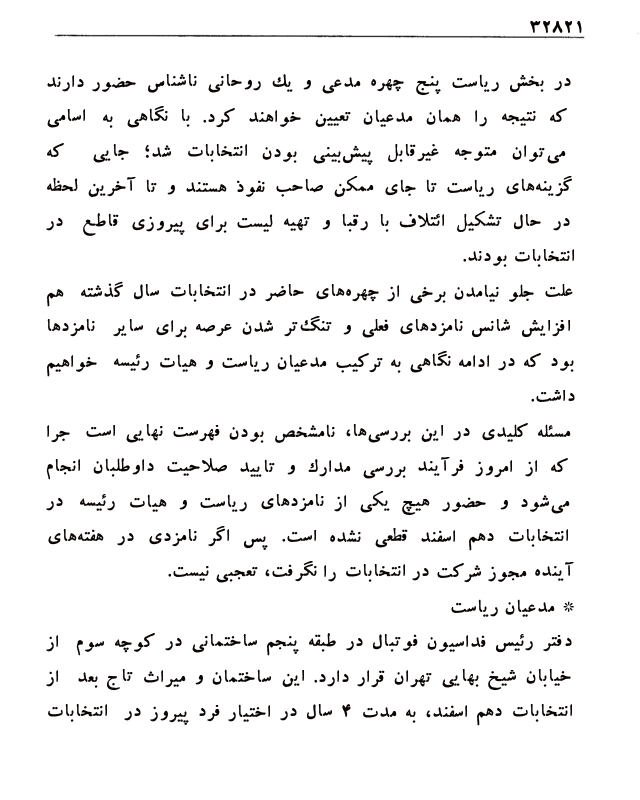 ۳۲۸۲۱
در بخش ریاست پنج چهره مدعی و یك روحانی ناشناس حضور دارند
که نتیجه را همان مدعیان تعیین خواهند کرد. با نگاهی به اسامی
می‌توان متوجه غیرقابل پیش‌بینی بودن انتخابات شد؛ جایی که
گزینه‌های ریاست تا جای ممکن صاحب نفوذ هستند و تا آخرین لحظه
در حال تشکیل ائتلاف با رقبا و تهیه لیست برای پیروزی قاطع در
انتخابات بودند.
علت جلو نیامدن برخی از چهره‌های حاضر در انتخابات سال گذشته هم
افزایش شانس نامزدهای فعلی و تنگ‌تر شدن عرصه برای سایر نامزدها
بود که در ادامه نگاهی به ترکیب مدعیان ریاست و هیات رئیسه خواهیم
داشت.
مسئله کلیدی در این بررسی‌ها، نامشخص بودن فهرست نهایی است چرا
که از امروز فرآیند بررسی مدارك و تایید صلاحیت داوطلبان انجام
می‌شود و حضور هیچ یکی از نامزدهای ریاست و هیات رئیسه در
انتخابات دهم اسفند قطعی نشده است. پس اگر نامزدی در هفته‌های
آینده مجوز شرکت در انتخابات را نگرفت، تعجبی نیست.
* مدعیان ریاست
دفتر رئیس فداسیون فوتبال در طبقه پنجم ساختمانی در کوچه سوم از
خیابان شیخ بهایی تهران قرار دارد. این ساختمان و میراث تاج بعد از
انتخابات دهم اسفند، به مدت ۴ سال در اختیار فرد پیروز در انتخابات